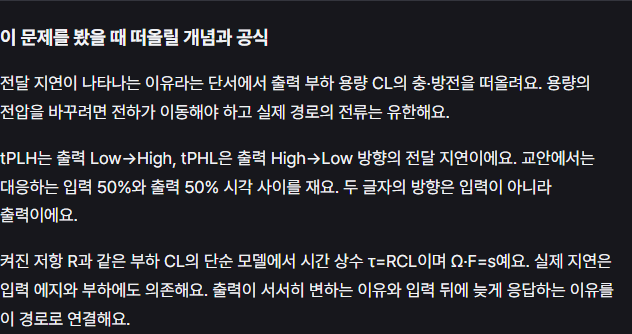 이 문제를 봤을 때 떠올릴 개념과 공식
전달 지연이 나타나는 이유라는 단서에서 출력 부하 용량 CL의 충·방전을 떠올려요. 용량의
전압을 바꾸려면 전하가 이동해야 하고 실제 경로의 전류는 유한해요.
tPLH는 출력 Low→High, tPHL은 출력 High→Low 방향의 전달 지연이에요. 교안에서는
대응하는 입력 50%와 출력 50% 시각 사이를 재요. 두 글자의 방향은 입력이 아니라
출력이에요.
켜진 저항 R과 같은 부하 CL의 단순 모델에서 시간 상수 τ=RCL이며 Ω·F=s예요. 실제 지연은
입력 에지와 부하에도 의존해요. 출력이 서서히 변하는 이유와 입력 뒤에 늦게 응답하는 이유를
이 경로로 연결해요.